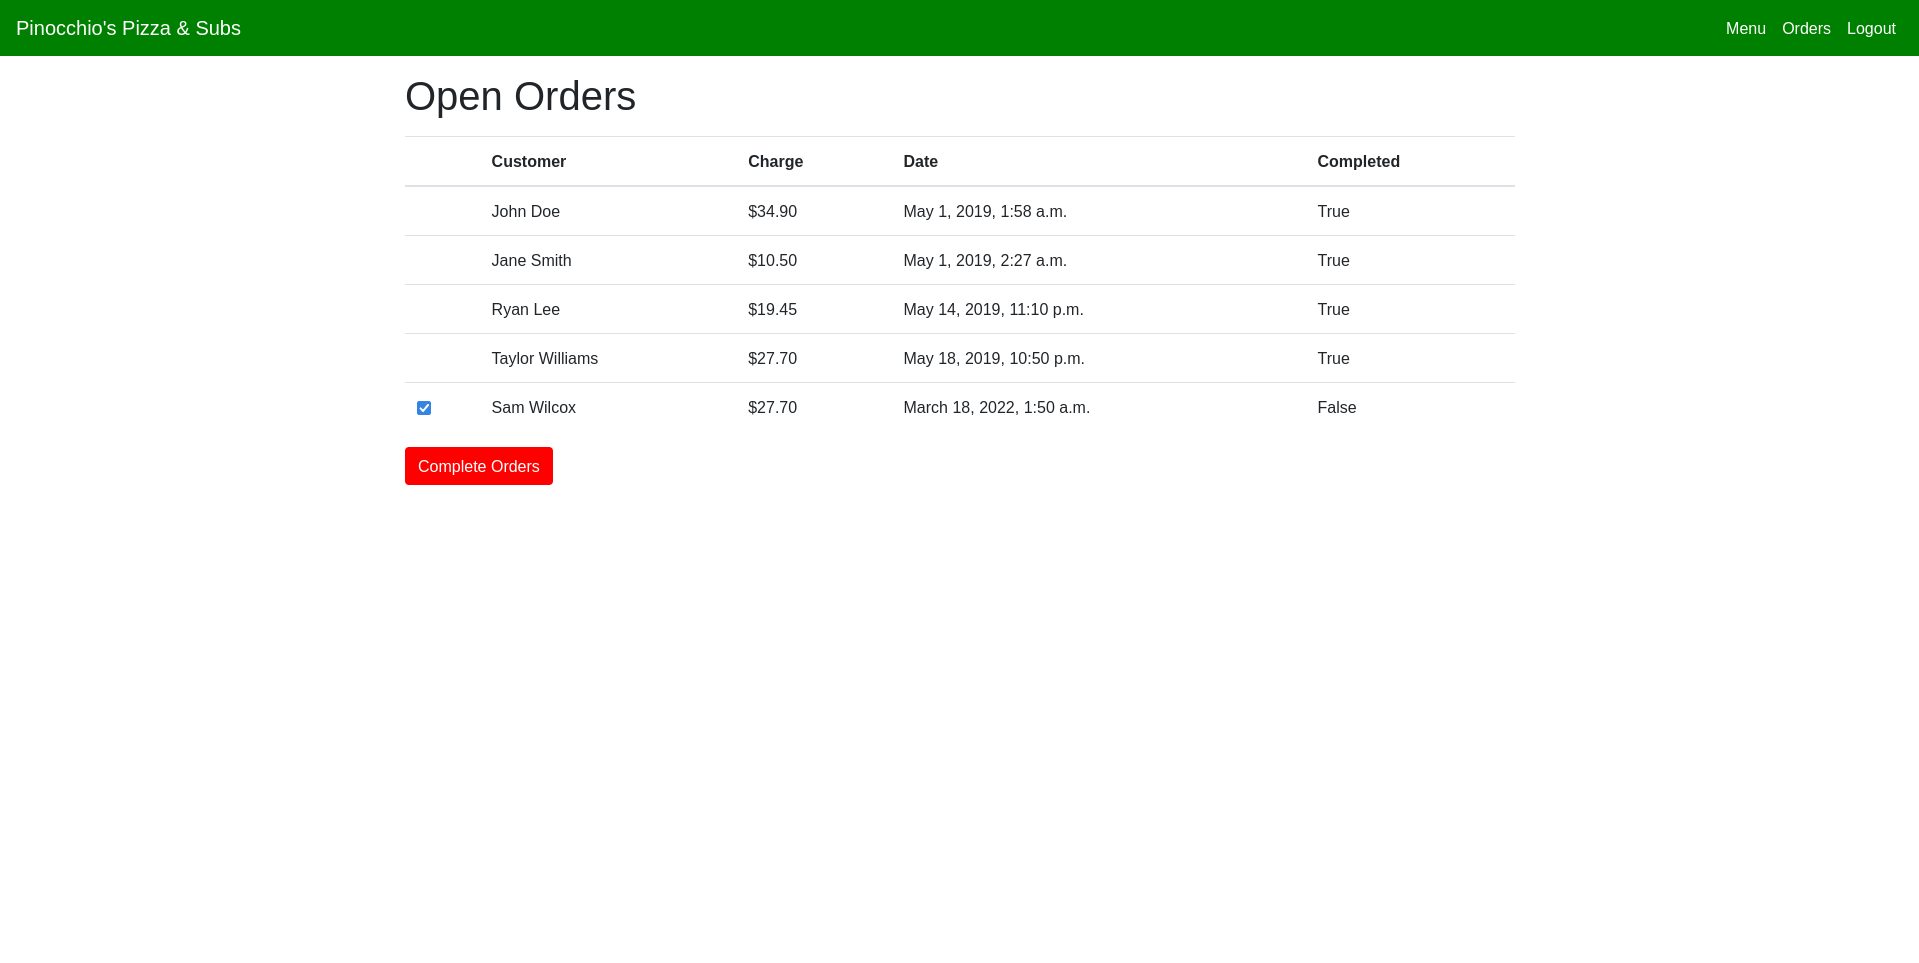 Pinocchio's Pizza & Subs Menu Orders Logout
Open Orders
Customer Charge Date Completed
John Doe $34.90 May 1, 2019, 1:58 a.m. True
Jane Smith $10.50 May 1, 2019, 2:27 a.m. True
Ryan Lee $19.45 May 14, 2019, 11:10 p.m. True
Taylor Williams $27.70 May 18, 2019, 10:50 p.m. True
Sam Wilcox $27.70 March 18, 2022, 1:50 a.m. False
Complete Orders